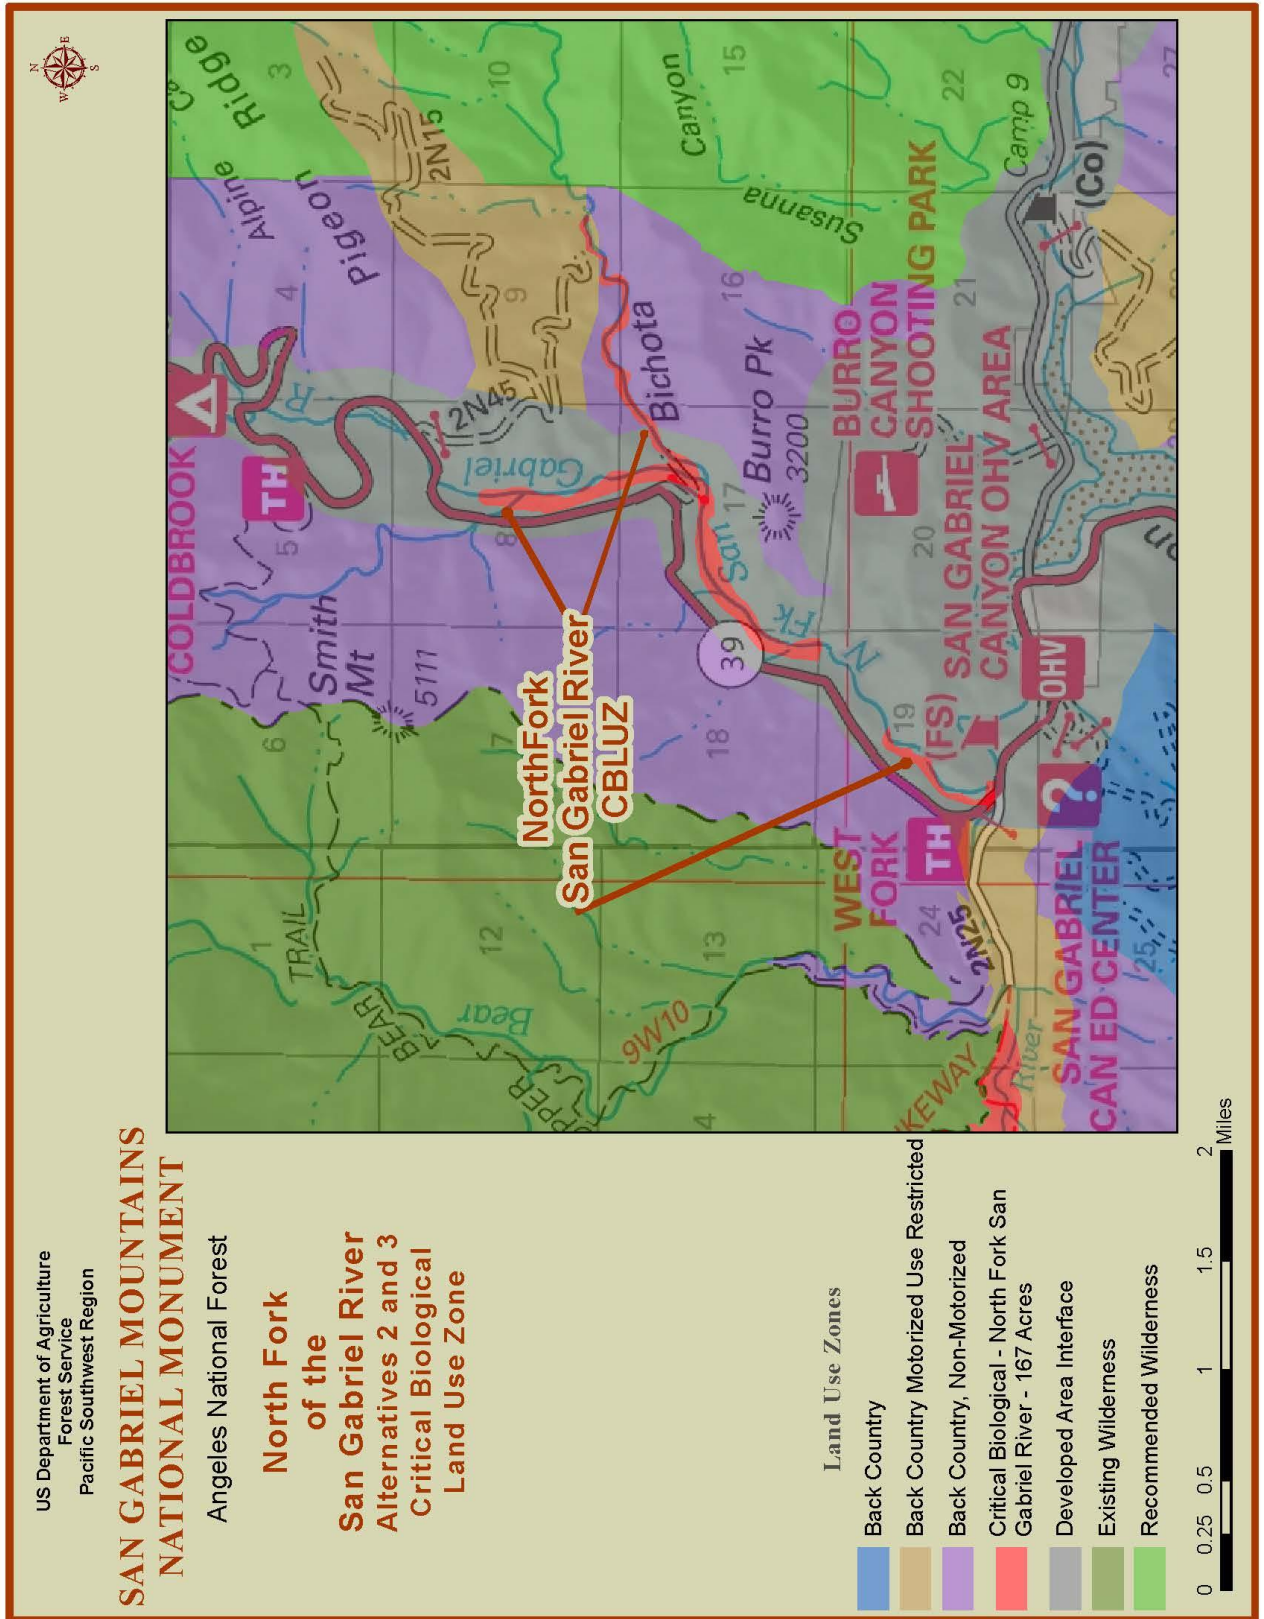 US Department of Agriculture
Forest Service
Pacific Southwest Region
SAN GABRIEL MOUNTAINS
NATIONAL MONUMENT
Angeles National Forest
North Fork
of the
San Gabriel River
Alternatives 2 and 3
Critical Biological
Land Use Zone
Land Use Zones
Back Country
Back Country Motorized Use Restricted
Back Country, Non-Motorized
Critical Biological - North Fork San
Gabriel River - 167 Acres
Developed Area Interface
Existing Wilderness
Recommended Wilderness
0 0.25 0.5 1 1.5 2
Miles
N
E
S
W
COLDBROOK
TH
Alpine
Ca
Pigeon
Ridge
3
4
5
6
1
TRAIL
Smith
Mt
5111
R
2N15
2N45
10
9
8
7
12
BEAR
Bear
Gabriel
NorthFork
San Gabriel River
CBLUZ
PPER
9W10
4
13
18
17
16
15
Bichota
Canyon
Susanna
San
Burro Pk
3200
39
Fk
N
BURRO
CANYON
SHOOTING PARK
WEST
FORK
TH
24
19
20
21
22
(FS)
SAN GABRIEL
CANYON OHV AREA
Camp 9
(Co)
2N25
KEWAY
River
OHV
?
SAN GABRIEL
CAN ED CENTER
25
27
on